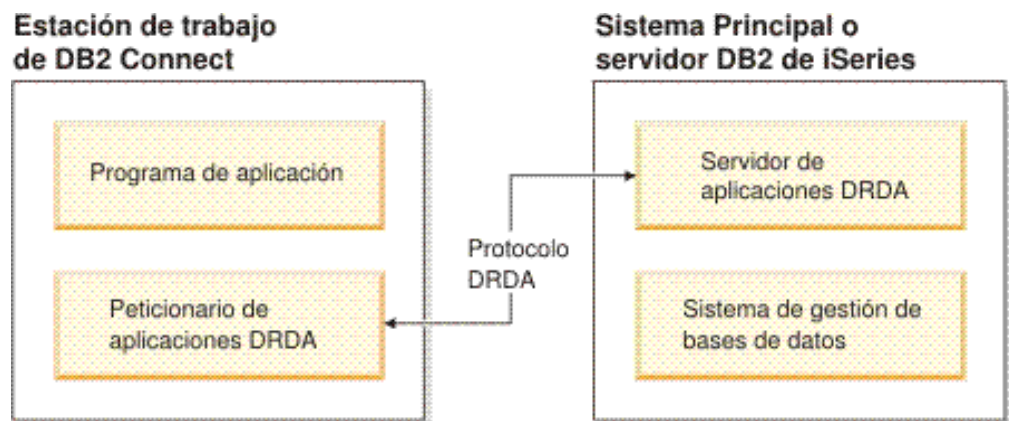 Estación de trabajo
de DB2 Connect
Programa de aplicación
Peticionario de
aplicaciones DRDA
Protocolo
DRDA
Sistema Principal o
servidor DB2 de iSeries
Servidor de
aplicaciones DRDA
Sistema de gestión de
bases de datos